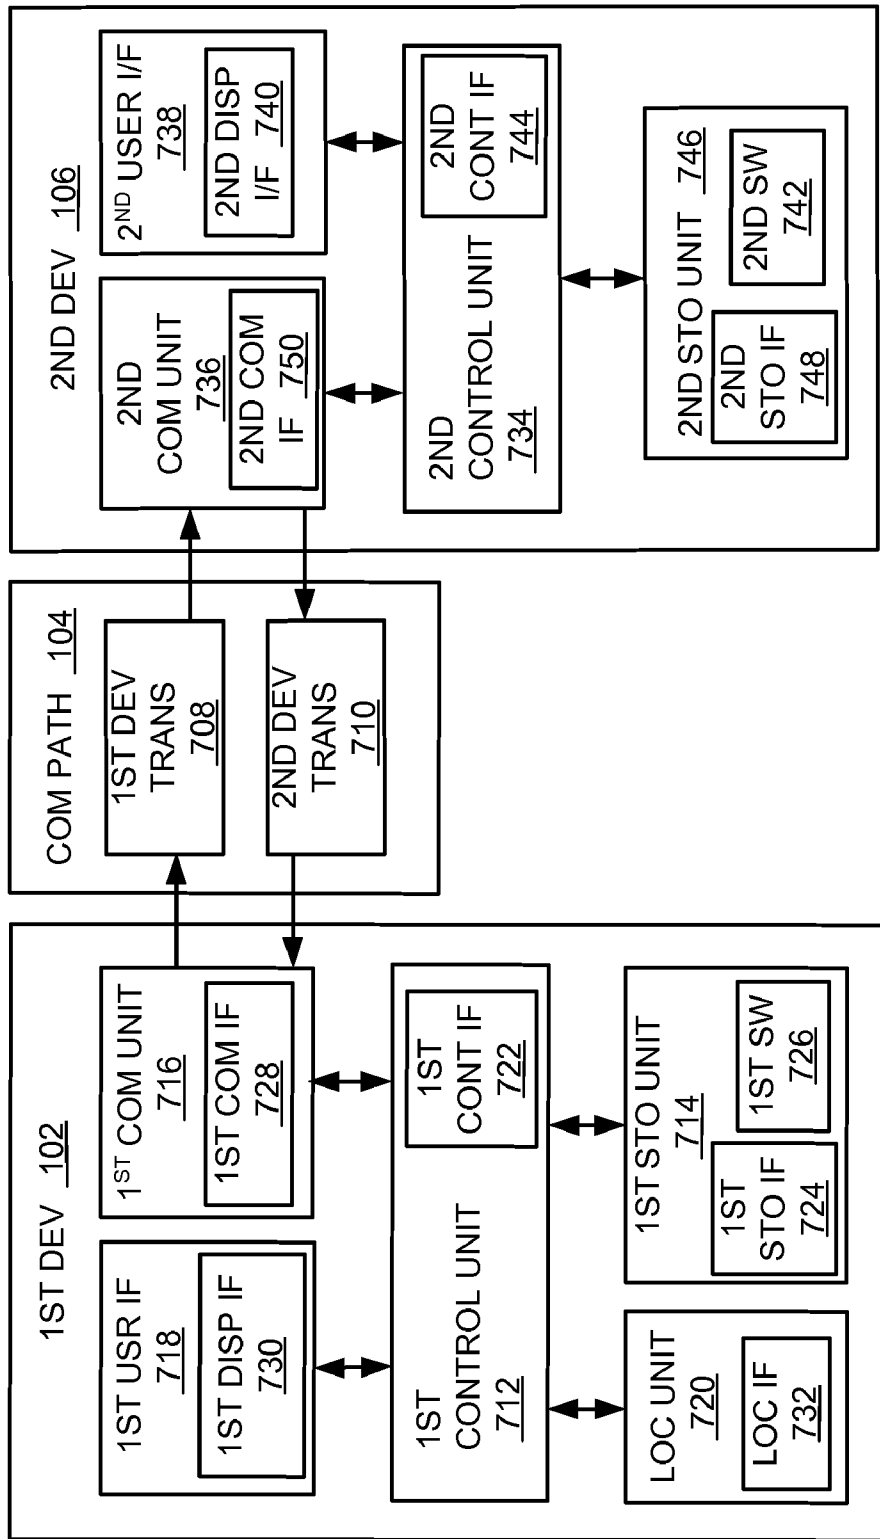 1ST DEV 102
1ST USR IF
718
1ST DISP IF
730
1ST COM UNIT
716
1ST COM IF
728
1ST
CONTROL UNIT
712
1ST
CONT IF
722
LOC UNIT
720
LOC IF
732
1ST STO UNIT
714
1ST
STO IF
724
1ST SW
726
COM PATH 104
1ST DEV
TRANS
708
2ND DEV
TRANS
710
2ND DEV 106
2ND
COM UNIT
736
2ND COM
IF 750
2ND USER I/F
738
2ND DISP
I/F 740
2ND
CONTROL UNIT
734
2ND
CONT IF
744
2ND STO UNIT 746
2ND
STO IF
748
2ND SW
742